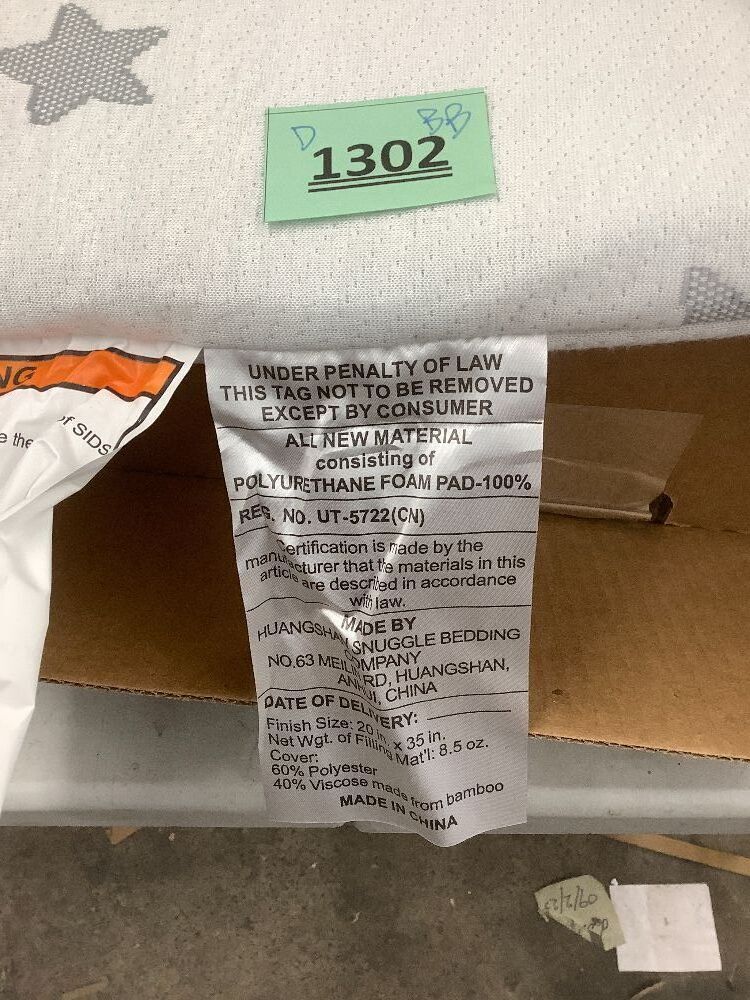 D BB
1302
NG
of SIDS
e the
UNDER PENALTY OF LAW
THIS TAG NOT TO BE REMOVED
EXCEPT BY CONSUMER
ALL NEW MATERIAL
consisting of
POLYURETHANE FOAM PAD-100%
REG. NO. UT-5722(CN)
Certification is made by the
manufacturer that the materials in this
article are described in accordance
with law.
MADE BY
HUANGSHAN SNUGGLE BEDDING
COMPANY
NO,63 MEILIN RD, HUANGSHAN,
ANHUI, CHINA
DATE OF DELIVERY:
Finish Size: 20 in. x 35 in.
Net Wgt. of Filling Mat'l: 8.5 oz.
Cover:
60% Polyester
40% Viscose made from bamboo
MADE IN CHINA